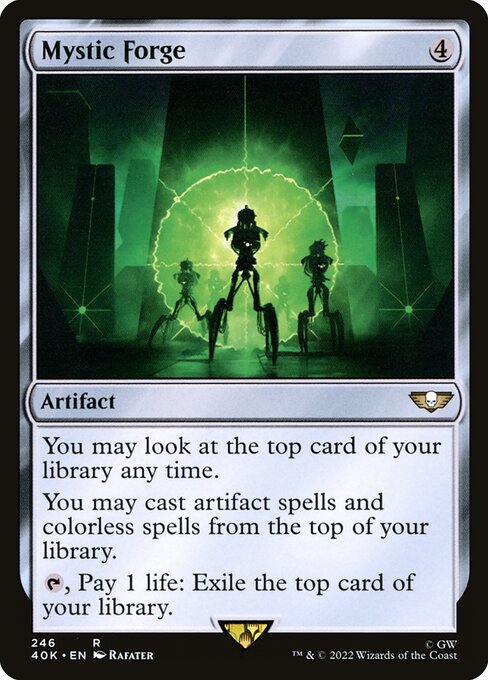 Mystic Forge 4
Artifact
You may look at the top card of your
library any time.
You may cast artifact spells and
colorless spells from the top of your
library.
, Pay 1 life: Exile the top card of
your library.
246 R
40K • EN Rafater
© GW
™ & © 2022 Wizards of the Coast